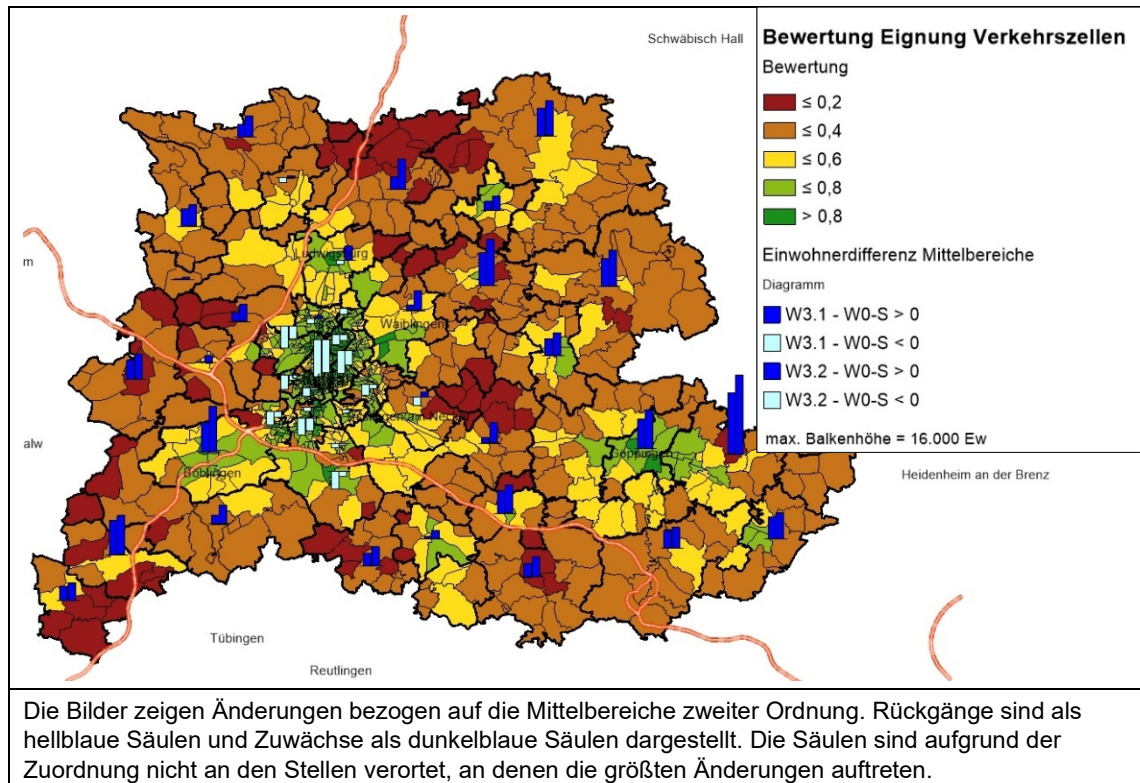 Schwäbisch Hall
Bewertung Eignung Verkehrszellen
Bewertung
≤ 0,2
≤ 0,4
≤ 0,6
≤ 0,8
> 0,8
Einwohnerdifferenz Mittelbereiche
Diagramm
W3.1 - W0-S > 0
W3.1 - W0-S < 0
W3.2 - W0-S > 0
W3.2 - W0-S < 0
max. Balkenhöhe = 16.000 Ew
Ludwigsburg
m
Waiblingen
alw
Böblingen
Göppingen
Heidenheim an der Brenz
Tübingen
Reutlingen
Die Bilder zeigen Änderungen bezogen auf die Mittelbereiche zweiter Ordnung. Rückgänge sind als
hellblaue Säulen und Zuwächse als dunkelblaue Säulen dargestellt. Die Säulen sind aufgrund der
Zuordnung nicht an den Stellen verortet, an denen die größten Änderungen auftreten.